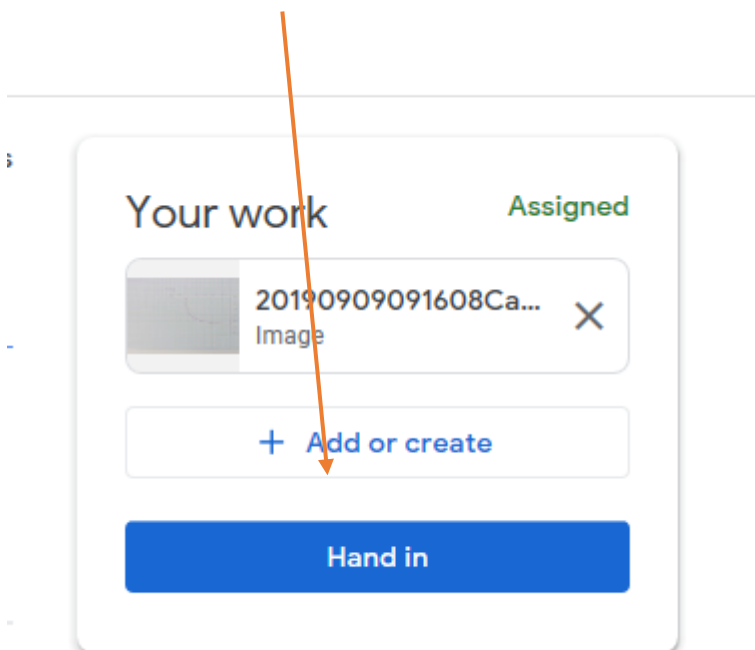 Your work
Assigned
20190909091608Ca...
Image
+ Add or create
Hand in